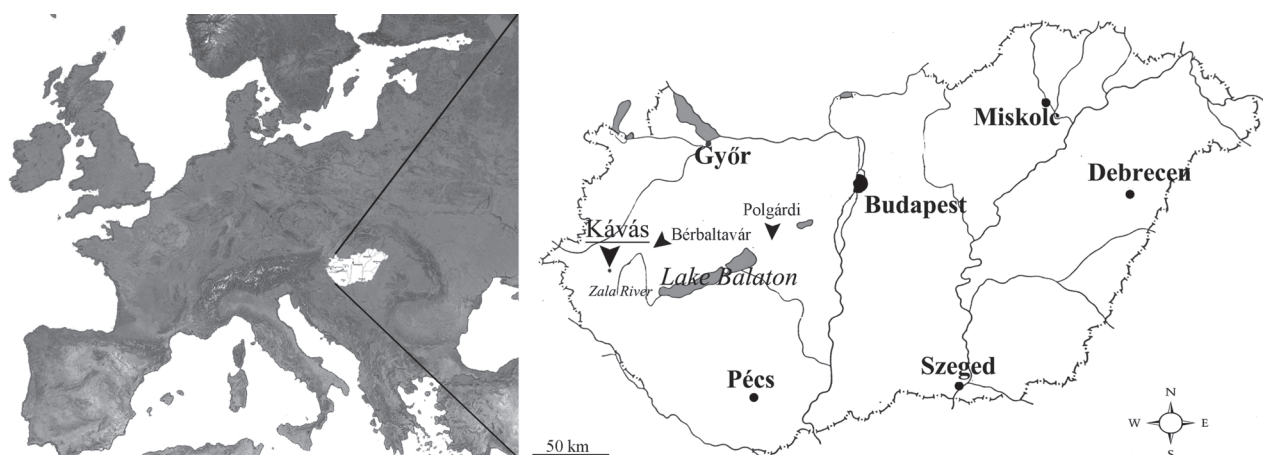 Miskolc
Győr
Debrecen
Budapest
Polgárdi
Kávás
Bérbaltavár
Lake Balaton
Zala River
Szeged
Pécs
N
W
E
S
50 km